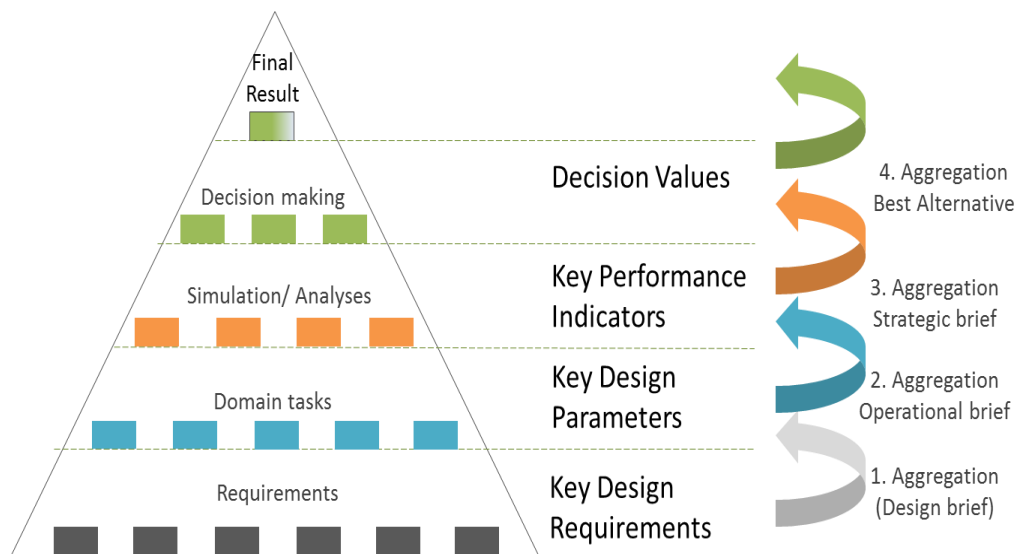 Final
Result
Decision making
Simulation/ Analyses
Domain tasks
Requirements
Decision Values
Key Performance
Indicators
Key Design
Parameters
Key Design
Requirements
4. Aggregation
Best Alternative
3. Aggregation
Strategic brief
2. Aggregation
Operational brief
1. Aggregation
(Design brief)